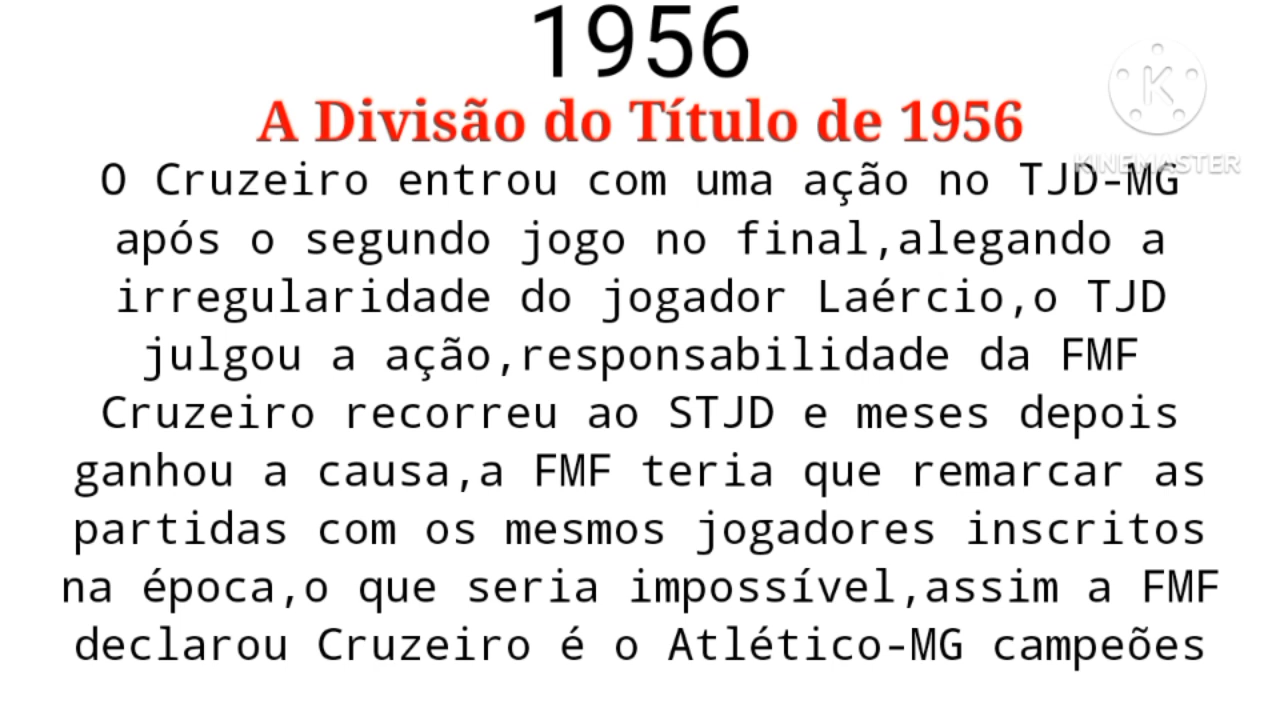 1956
A Divisão do Título de 1956
K
KINEMASTER
O Cruzeiro entrou com uma ação no TJD-MG
após o segundo jogo no final,alegando a
irregularidade do jogador Laércio,o TJD
julgou a ação,responsabilidade da FMF
Cruzeiro recorreu ao STJD e meses depois
ganhou a causa,a FMF teria que remarcar as
partidas com os mesmos jogadores inscritos
na época,o que seria impossível,assim a FMF
declarou Cruzeiro é o Atlético-MG campeões